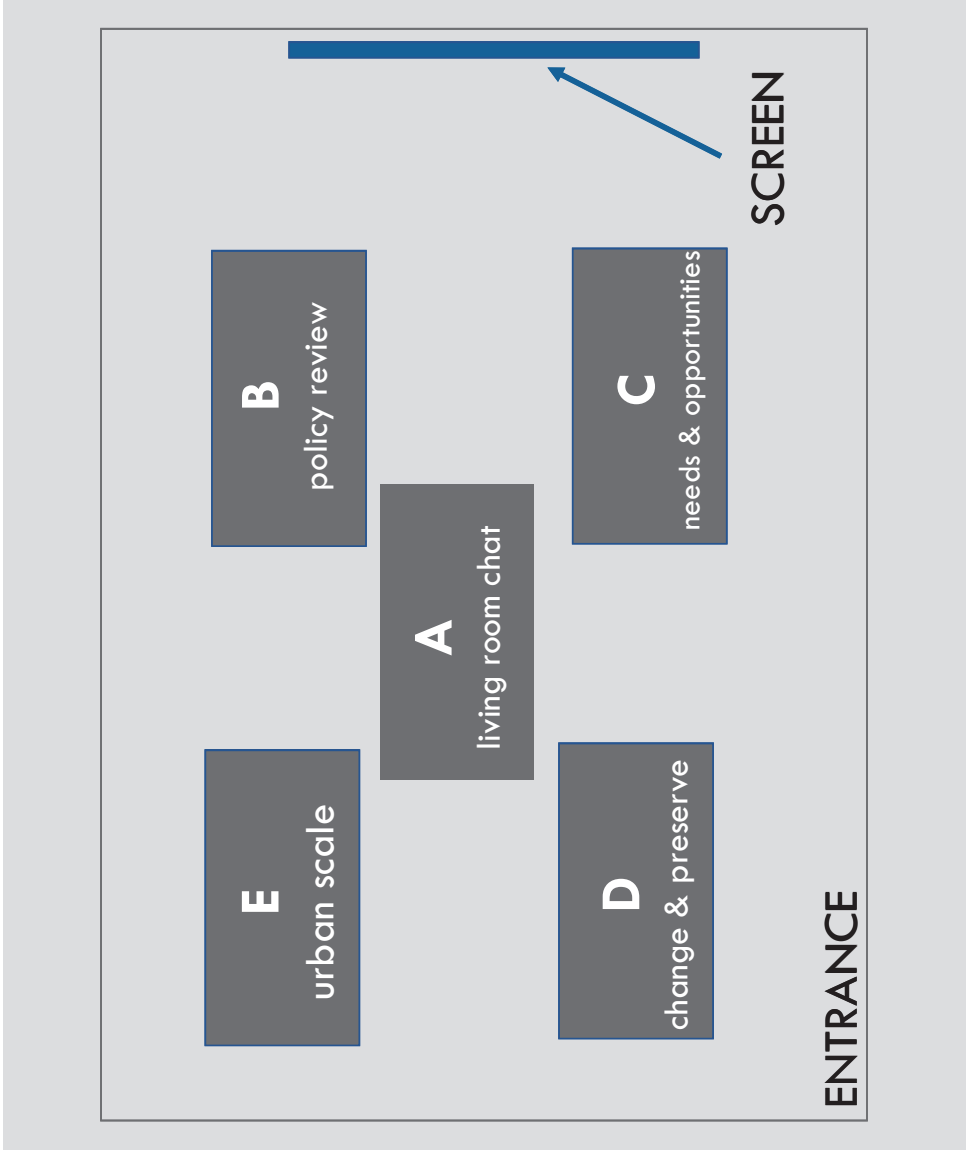 E
urban scale
B
policy review
A
living room chat
D
change & preserve
C
needs & opportunities
SCREEN
ENTRANCE